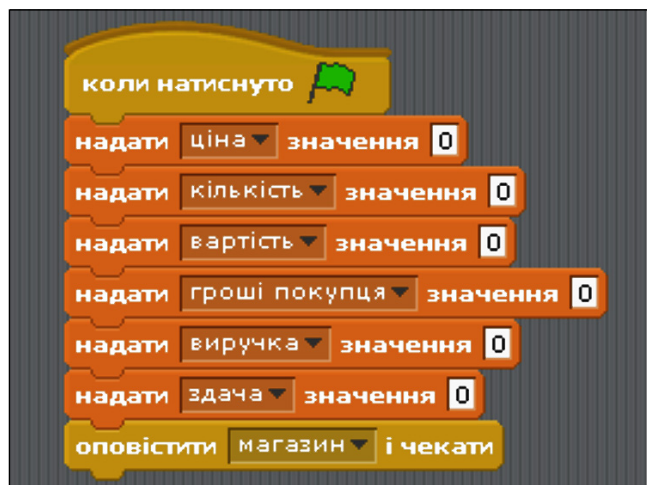 коли натиснуто
надати ціна значення 0
надати кількість значення 0
надати вартість значення 0
надати гроші покупця значення 0
надати виручка значення 0
надати здача значення 0
оповістити магазин і чекати